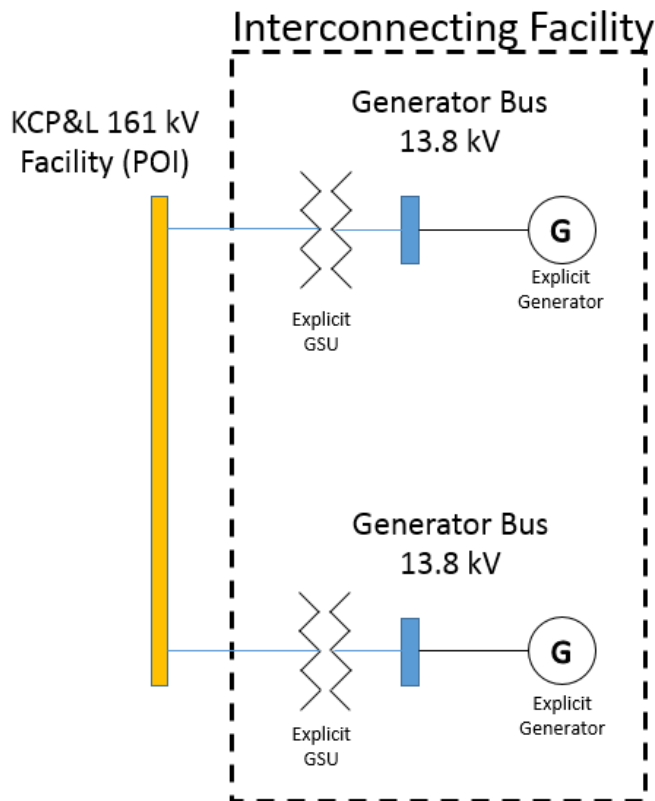 Interconnecting Facility
KCP&L 161 kV
Facility (POI)
Generator Bus
13.8 kV
G
Explicit
Generator
Explicit
GSU
Generator Bus
13.8 kV
G
Explicit
Generator
Explicit
GSU